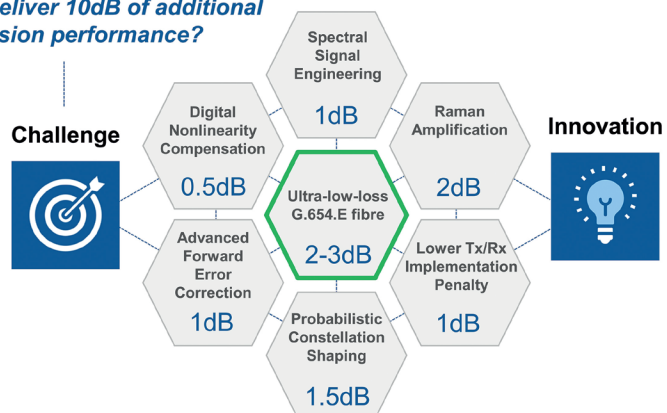 eliver 10dB of additional
sion performance?
Challenge
Innovation
Spectral
Signal
Engineering
1dB
Digital
Nonlinearity
Compensation
0.5dB
Raman
Amplification
2dB
Ultra-low-loss
G.654.E fibre
2-3dB
Advanced
Forward
Error
Correction
1dB
Lower Tx/Rx
Implementation
Penalty
1dB
Probabilistic
Constellation
Shaping
1.5dB